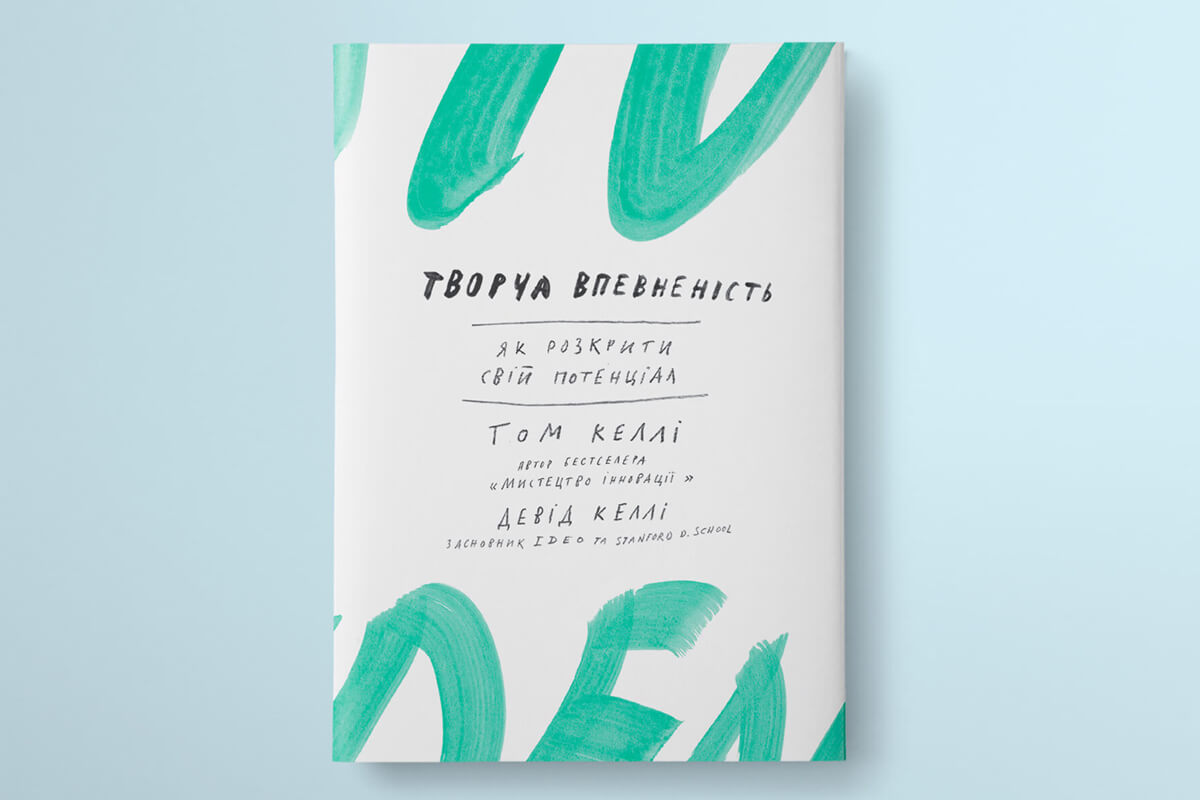 ТВОРЧА ВПЕВНЕНІСТЬ
ЯК РОЗКРИТИ
СВІЙ ПОТЕНЦІАЛ
ТОМ КЕЛЛІ
АВТОР БЕСТСЕЛЕРА
«МИСТЕЦТВО ІННОВАЦІЇ»
ДЕВІД КЕЛЛІ
ЗАСНОВНИК IDEO ТА STANFORD D. SCHOOL